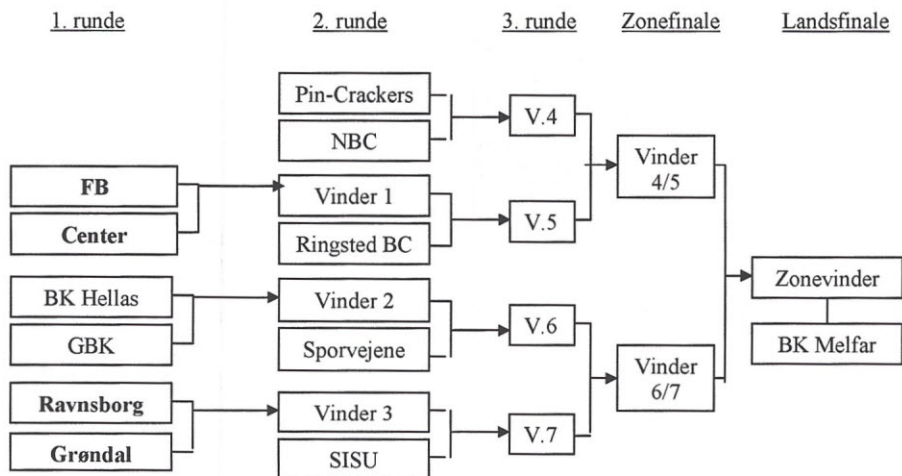 1. runde
2. runde
3. runde
Zonefinale
Landsfinale
FB
Center
BK Hellas
GBK
Ravnsborg
Grøndal
Pin-Crackers
NBC
Vinder 1
Ringsted BC
Vinder 2
Sporvejene
Vinder 3
SISU
V.4
V.5
V.6
V.7
Vinder
4/5
Vinder
6/7
Zonevinder
BK Melfar